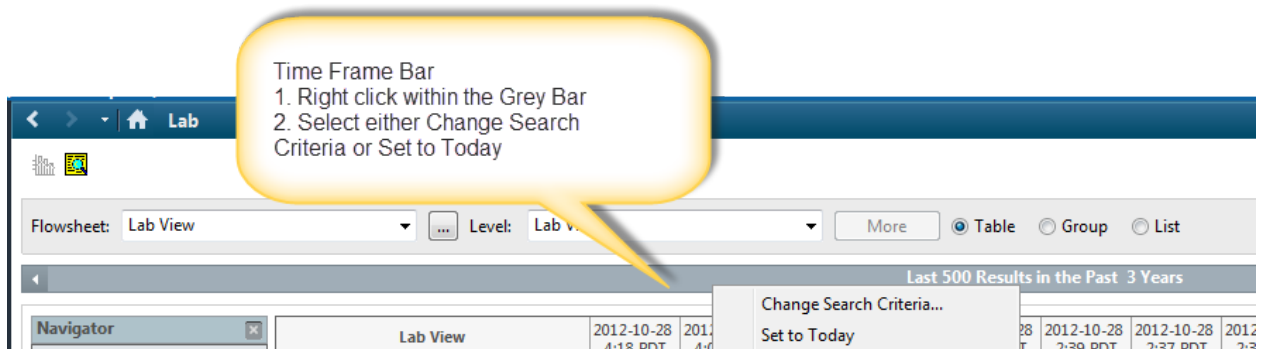 Time Frame Bar
1. Right click within the Grey Bar
2. Select either Change Search
Criteria or Set to Today
Lab
Flowsheet: Lab View ... Level: Lab More Table Group List
Last 500 Results in the Past 3 Years
Change Search Criteria...
Set to Today
Navigator
Lab View
2012-10-28 2012-10-28 2012-10-28
4:18 PDT 2:39 PDT 2:37 PDT